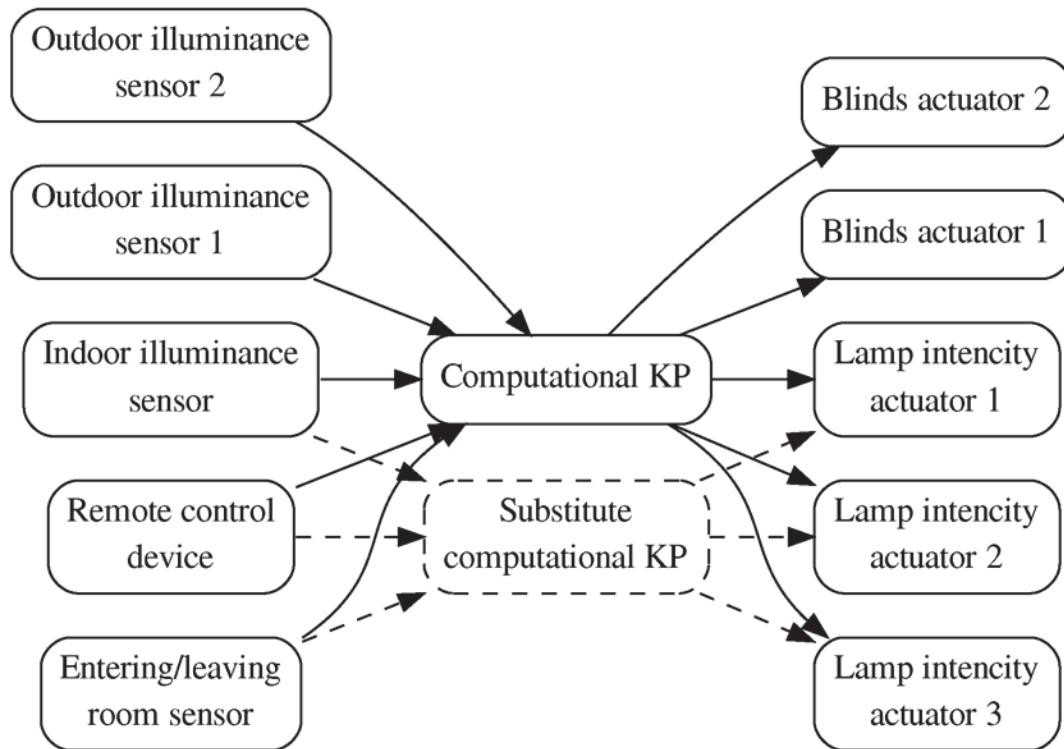 Outdoor illuminance
sensor 2
Outdoor illuminance
sensor 1
Indoor illuminance
sensor
Remote control
device
Entering/leaving
room sensor
Computational KP
Substitute
computational KP
Blinds actuator 2
Blinds actuator 1
Lamp intencity
actuator 1
Lamp intencity
actuator 2
Lamp intencity
actuator 3